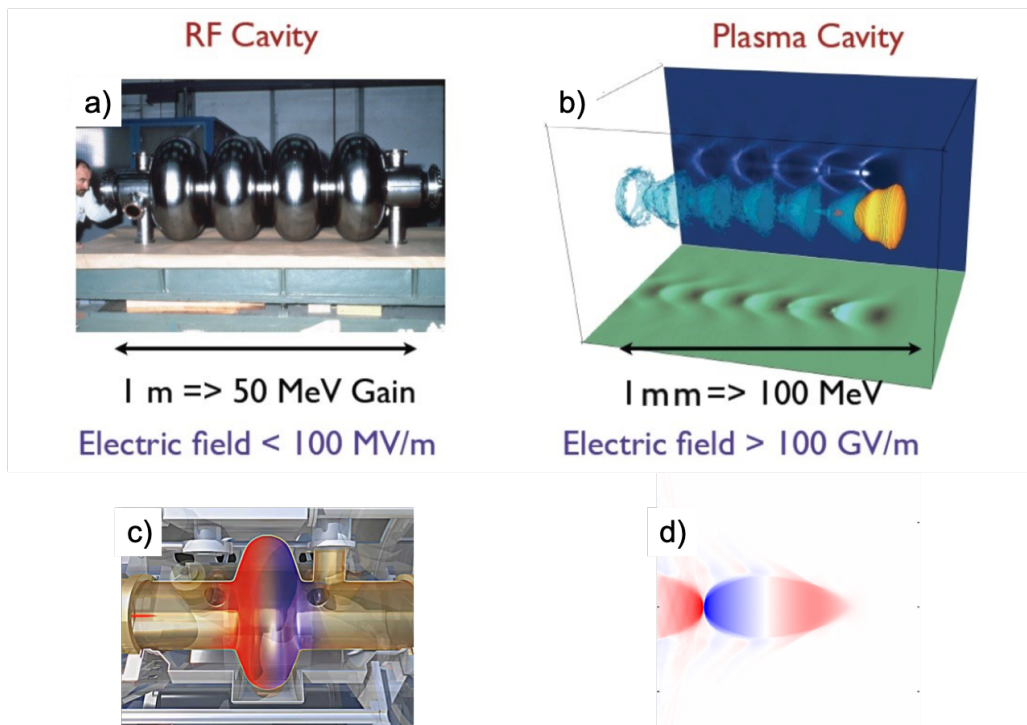 RF Cavity
Plasma Cavity
a)
b)
1 m => 50 MeV Gain
1 mm => 100 MeV
Electric field < 100 MV/m
Electric field > 100 GV/m
c)
d)